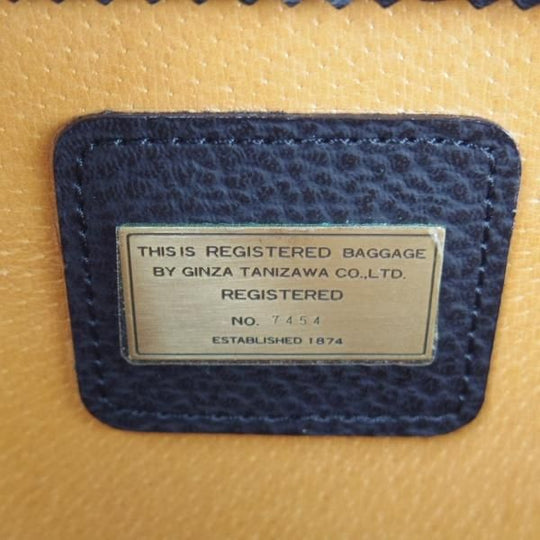 THIS IS REGISTERED BAGGAGE
BY GINZA TANIZAWA CO.,LTD.
REGISTERED
NO. 7454
ESTABLISHED 1874